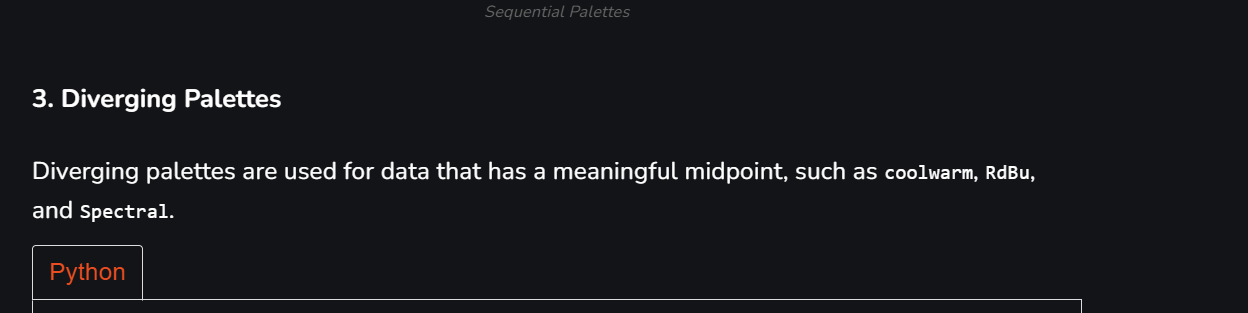 Sequential Palettes
3. Diverging Palettes
Diverging palettes are used for data that has a meaningful midpoint, such as coolwarm, RdBu,
and Spectral.
Python